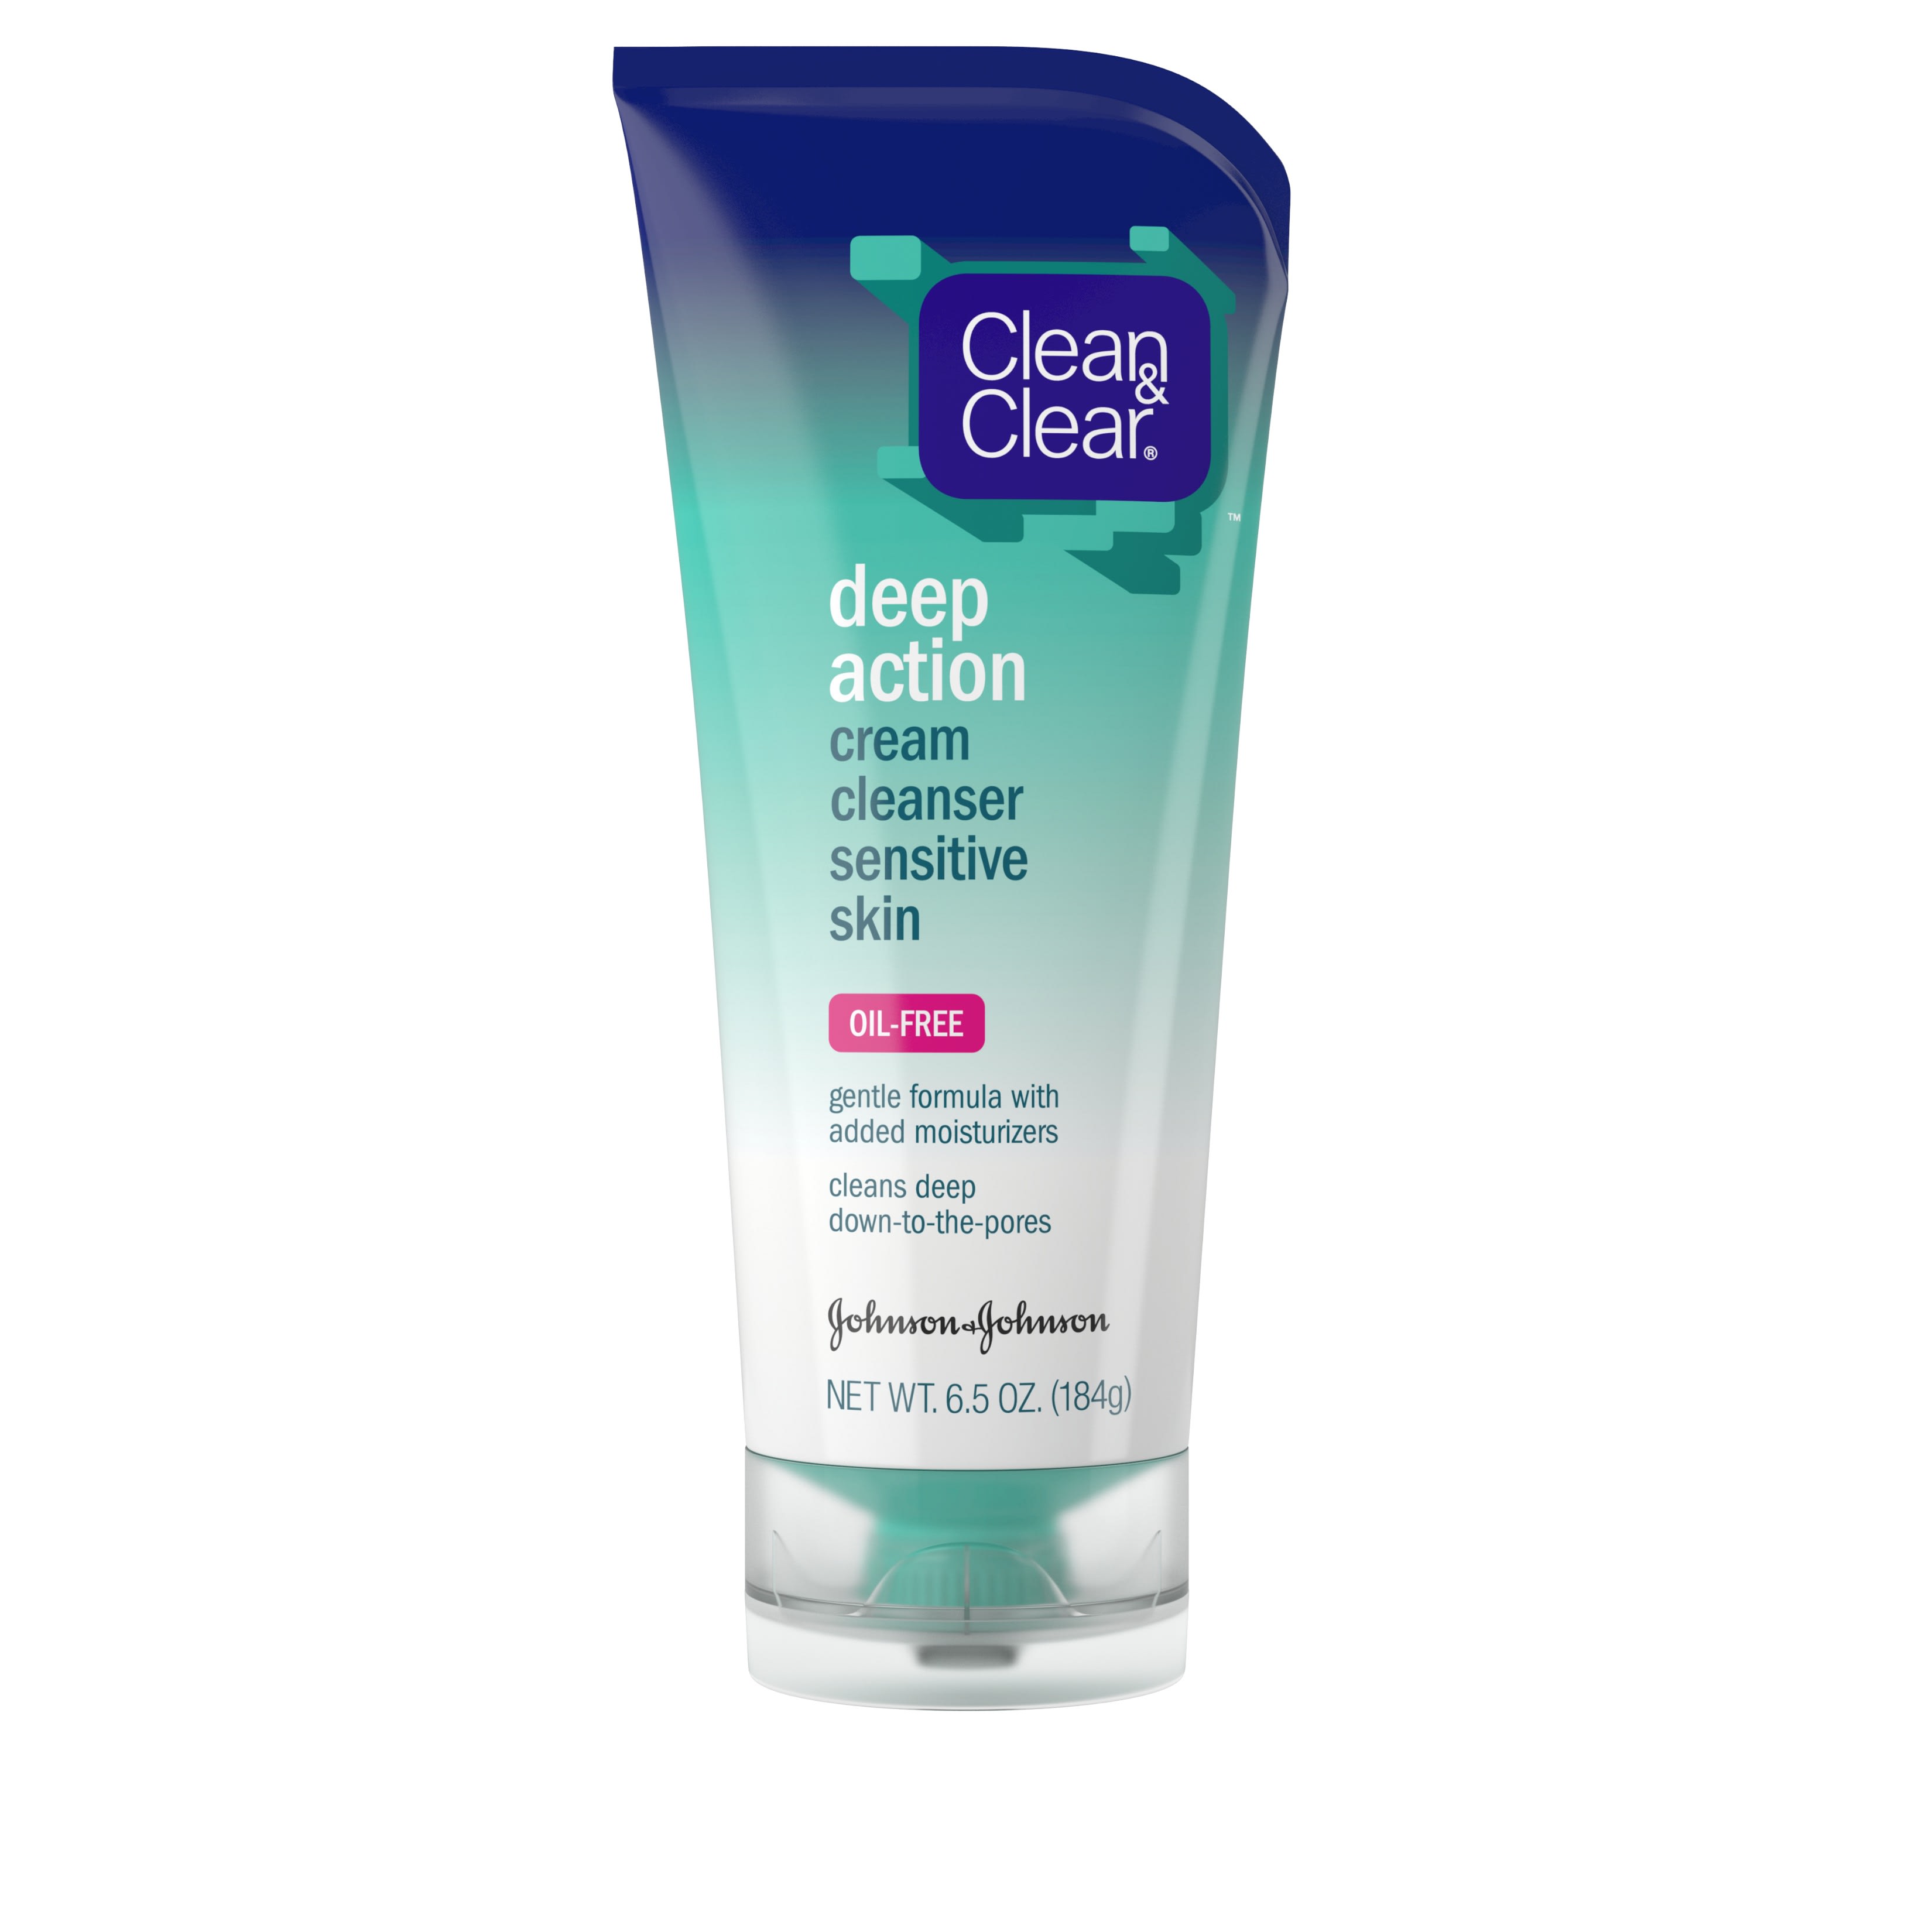 Clean
&
Clear®
™
deep
action
cream
cleanser
sensitive
skin
OIL-FREE
gentle formula with
added moisturizers
cleans deep
down-to-the-pores
Johnson+Johnson
NET WT. 6.5 OZ. (184g)